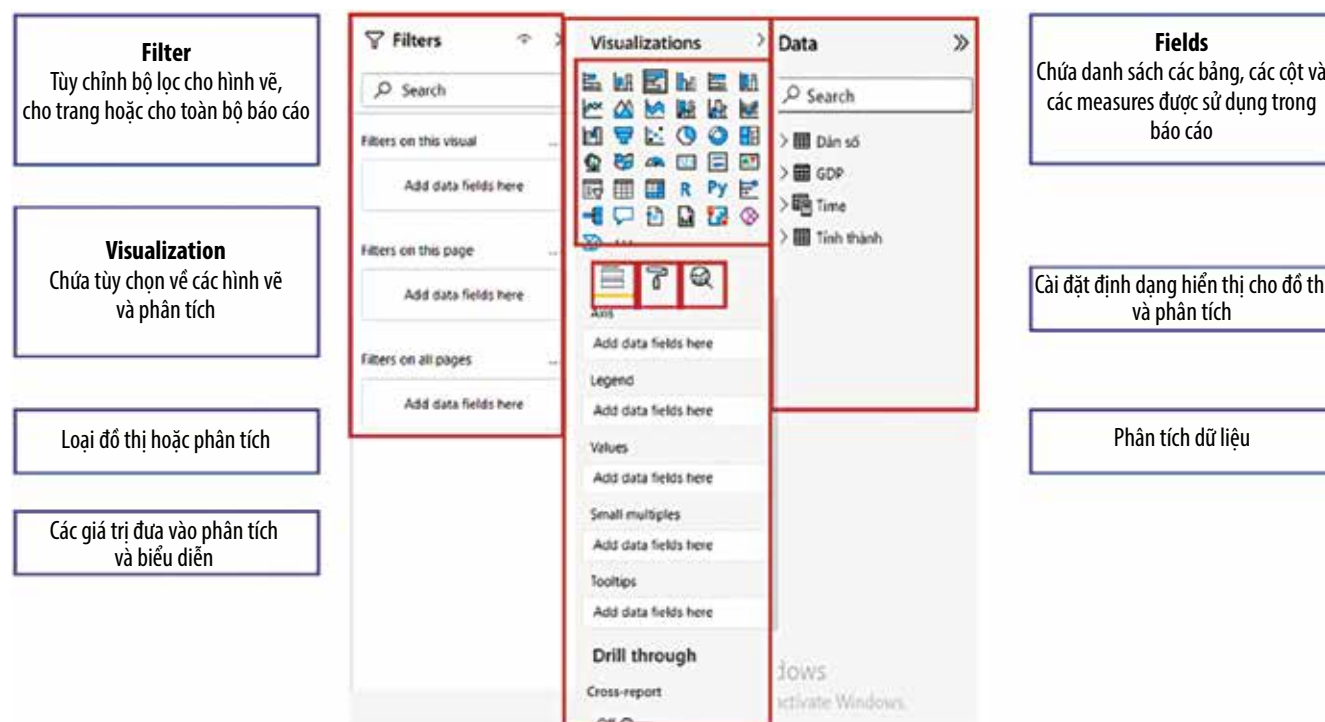 Filter
Tùy chỉnh bộ lọc cho hình vẽ,
cho trang hoặc cho toàn bộ báo cáo
Visualization
Chứa tùy chọn về các hình vẽ
và phân tích
Loại đồ thị hoặc phân tích
Các giá trị đưa vào phân tích
và biểu diễn
Filters
Search
Filters on this visual
Add data fields here
Filters on this page
Add data fields here
Filters on all pages
Add data fields here
Visualizations
R Py
Axis
Add data fields here
Legend
Add data fields here
Values
Add data fields here
Small multiples
Add data fields here
Tooltips
Add data fields here
Drill through
Cross-report
Data
Search
Dân số
GDP
Time
Tỉnh thành
Activate Windows.
Fields
Chứa danh sách các bảng, các cột và
các measures được sử dụng trong
báo cáo
Cài đặt định dạng hiển thị cho đồ th
và phân tích
Phân tích dữ liệu